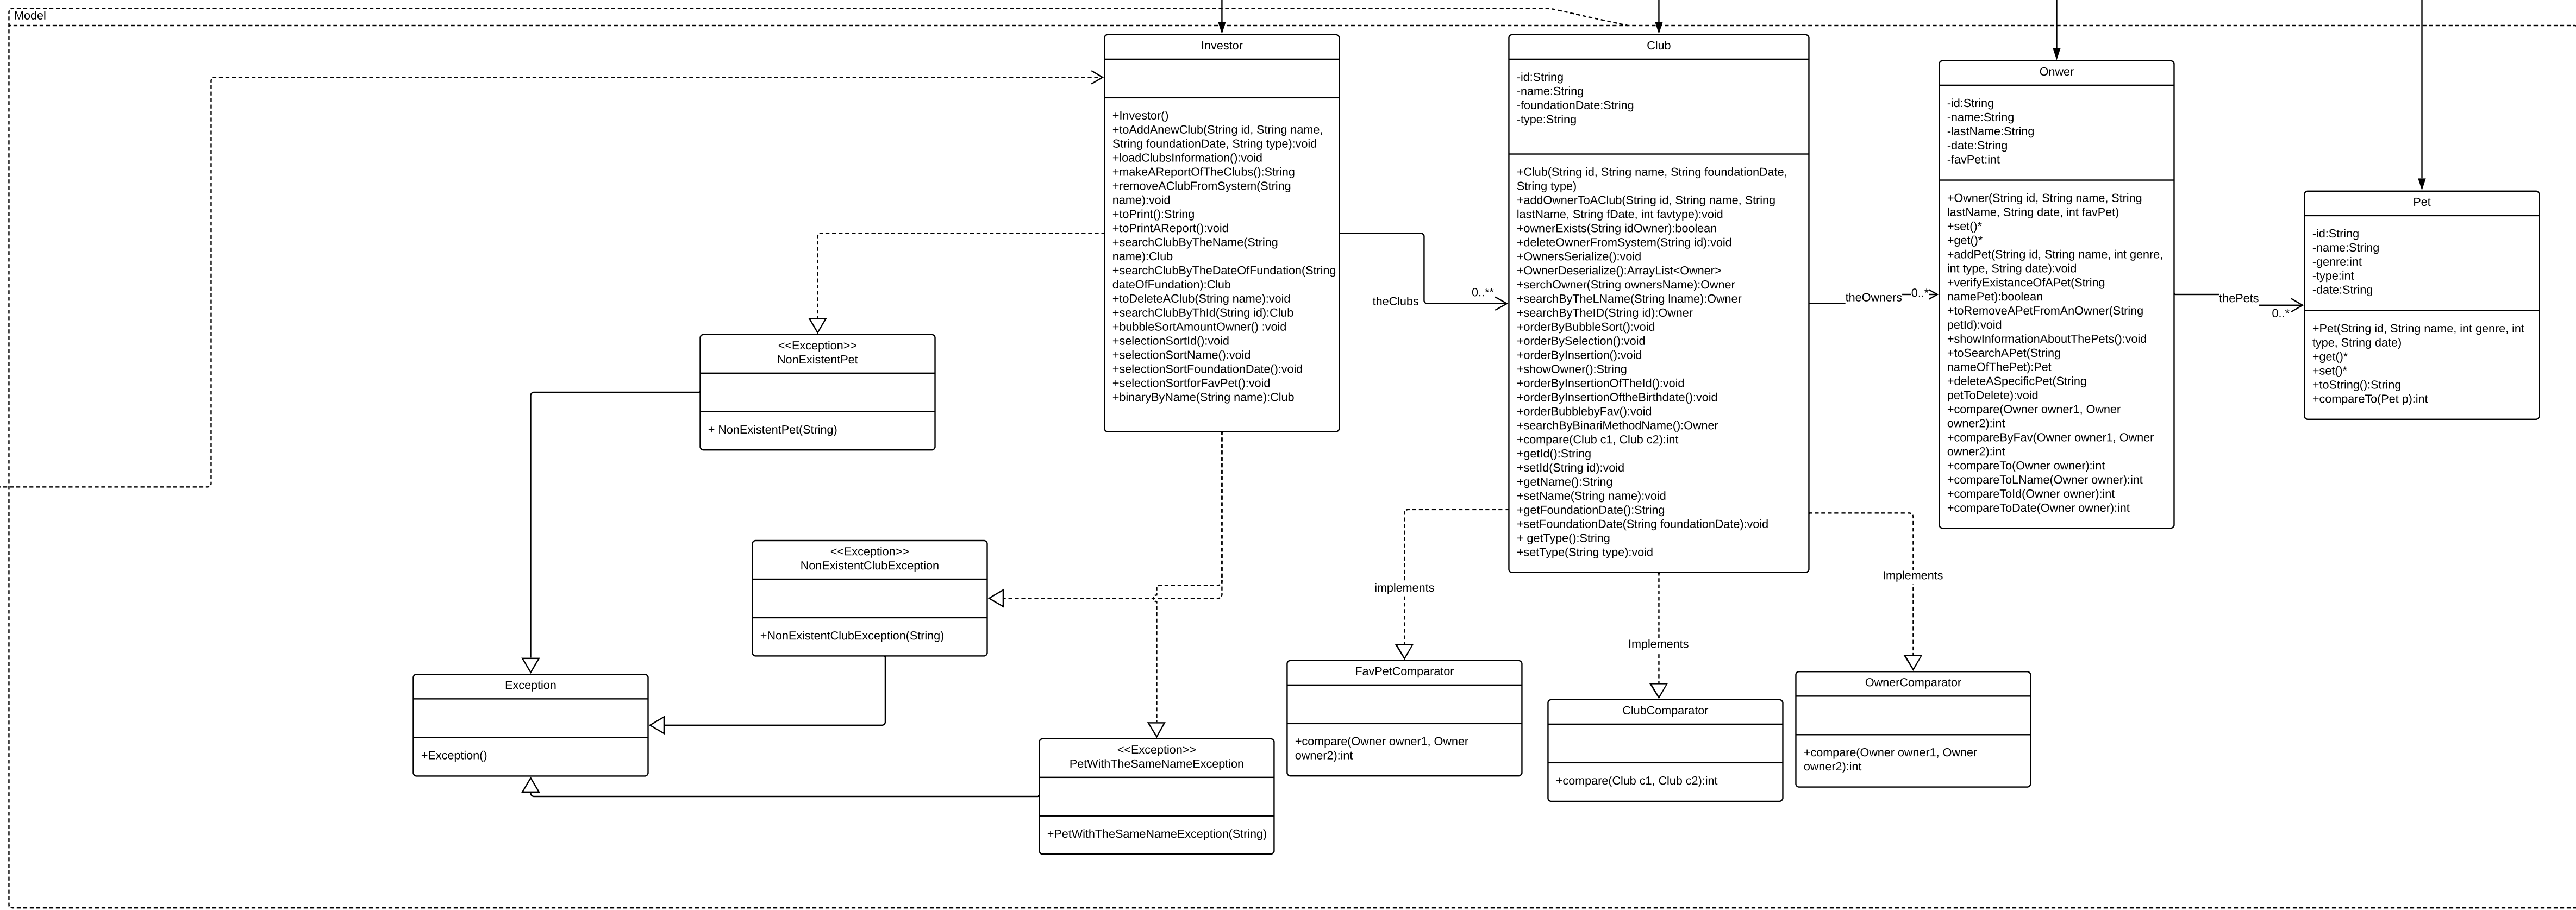 Model
Investor
+Investor()
+toAddAnewClub(String id, String name,
String foundationDate, String type):void
+loadClubsInformation():void
+makeAReportOfTheClubs():String
+removeAClubFromSystem(String
name):void
+toPrint():String
+toPrintAReport():void
+searchClubByTheName(String
name):Club
+searchClubByTheDateOfFundation(String
dateOfFundation):Club
+toDeleteAClub(String name):void
+searchClubByThId(String id):Club
+bubbleSortAmountOwner() :void
+selectionSortId():void
+selectionSortName():void
+selectionSortFoundationDate():void
+selectionSortforFavPet():void
+binaryByName(String name):Club
theClubs
0..**
Club
-id:String
-name:String
-foundationDate:String
-type:String
+Club(String id, String name, String foundationDate,
String type)
+addOwnerToAClub(String id, String name, String
lastName, String fDate, int favtype):void
+ownerExists(String idOwner):boolean
+deleteOwnerFromSystem(String id):void
+OwnersSerialize():void
+OwnerDeserialize():ArrayList<Owner>
+serchOwner(String ownersName):Owner
+searchByTheLName(String lname):Owner
+searchByTheID(String id):Owner
+orderByBubbleSort():void
+orderBySelection():void
+orderByInsertion():void
+showOwner():String
+orderByInsertionOfTheId():void
+orderByInsertionOftheBirthdate():void
+orderBubblebyFav():void
+searchByBinariMethodName():Owner
+compare(Club c1, Club c2):int
+getId():String
+setId(String id):void
+getName():String
+setName(String name):void
+getFoundationDate():String
+setFoundationDate(String foundationDate):void
+ getType():String
+setType(String type):void
theOwners
0..*
Onwer
-id:String
-name:String
-lastName:String
-date:String
-favPet:int
+Owner(String id, String name, String
lastName, String date, int favPet)
+set()*
+get()*
+addPet(String id, String name, int genre,
int type, String date):void
+verifyExistanceOfAPet(String
namePet):boolean
+toRemoveAPetFromAnOwner(String
petId):void
+showInformationAboutThePets():void
+toSearchAPet(String
nameOfThePet):Pet
+deleteASpecificPet(String
petToDelete):void
+compare(Owner owner1, Owner
owner2):int
+compareByFav(Owner owner1, Owner
owner2):int
+compareTo(Owner owner):int
+compareToLName(Owner owner):int
+compareToId(Owner owner):int
+compareToDate(Owner owner):int
thePets
0..*
Pet
-id:String
-name:String
-genre:int
-type:int
-date:String
+Pet(String id, String name, int genre, int
type, String date)
+get()*
+set()*
+toString():String
+compareTo(Pet p):int
<<Exception>>
NonExistentPet
+ NonExistentPet(String)
<<Exception>>
NonExistentClubException
+NonExistentClubException(String)
Exception
+Exception()
<<Exception>>
PetWithTheSameNameException
+PetWithTheSameNameException(String)
implements
Implements
Implements
FavPetComparator
+compare(Owner owner1, Owner
owner2):int
ClubComparator
+compare(Club c1, Club c2):int
OwnerComparator
+compare(Owner owner1, Owner
owner2):int